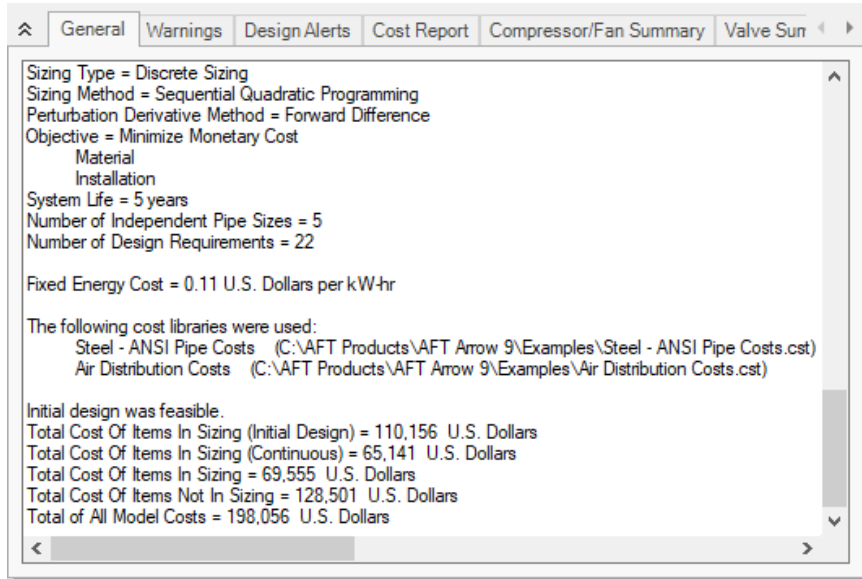 General Warnings Design Alerts Cost Report Compressor/Fan Summary Valve Sum
Sizing Type = Discrete Sizing
Sizing Method = Sequential Quadratic Programming
Perturbation Derivative Method = Forward Difference
Objective = Minimize Monetary Cost
Material
Installation
System Life = 5 years
Number of Independent Pipe Sizes = 5
Number of Design Requirements = 22
Fixed Energy Cost = 0.11 U.S. Dollars per kW-hr
The following cost libraries were used:
Steel - ANSI Pipe Costs (C:\AFT Products\AFT Arrow 9\Examples\Steel - ANSI Pipe Costs.cst)
Air Distribution Costs (C:\AFT Products\AFT Arrow 9\Examples\Air Distribution Costs.cst)
Initial design was feasible.
Total Cost Of Items In Sizing (Initial Design) = 110,156 U.S. Dollars
Total Cost Of Items In Sizing (Continuous) = 65,141 U.S. Dollars
Total Cost Of Items In Sizing = 69,555 U.S. Dollars
Total Cost Of Items Not In Sizing = 128,501 U.S. Dollars
Total of All Model Costs = 198,056 U.S. Dollars